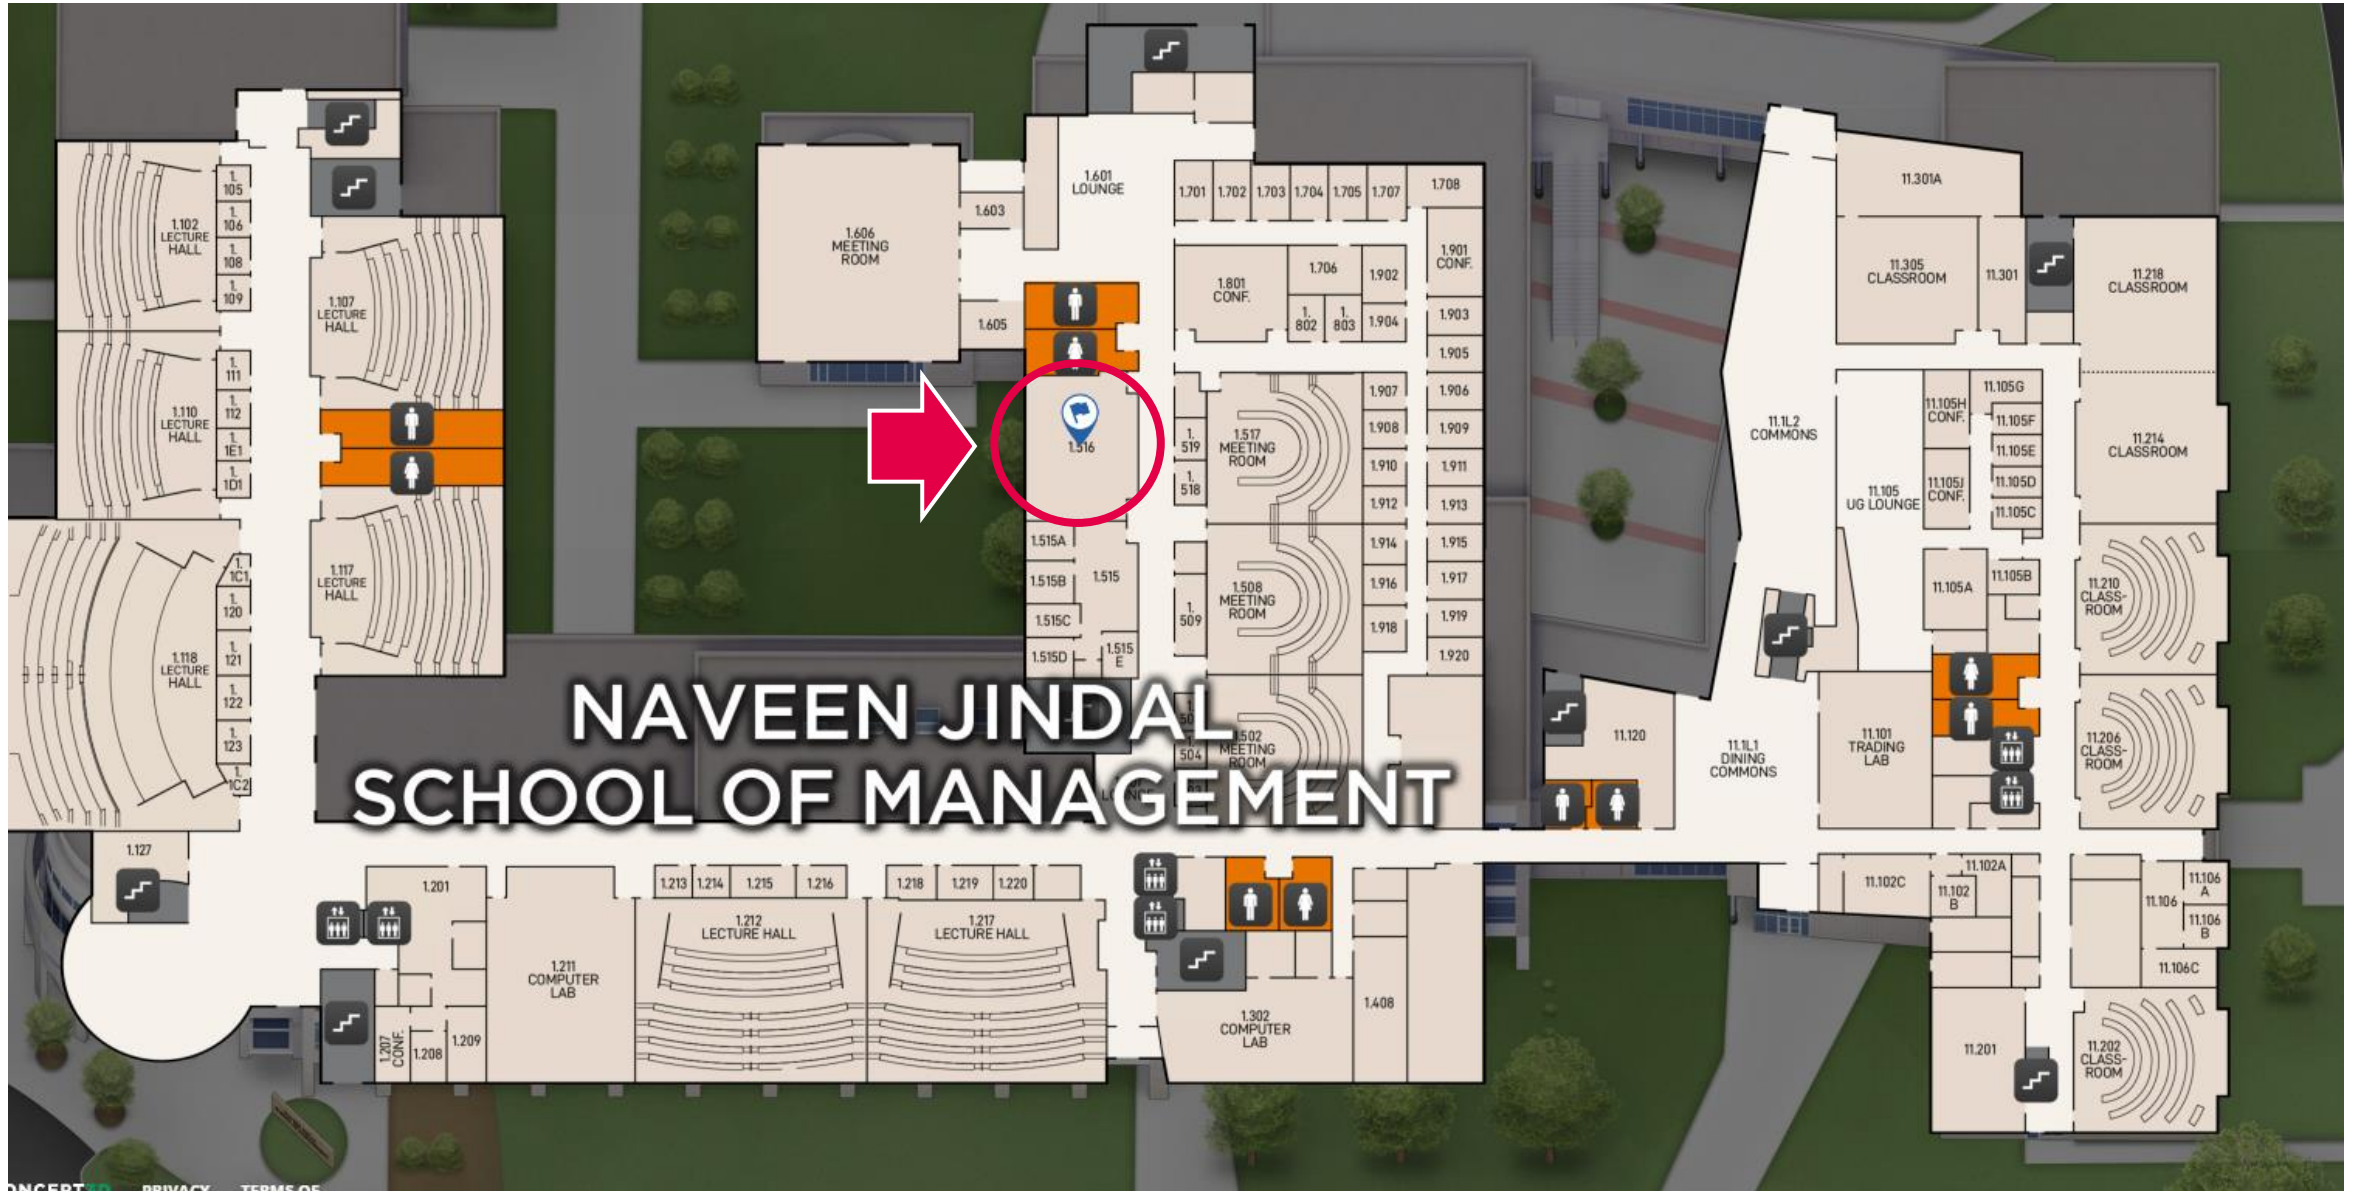 1.
105
1.
106
1.
108
1.
109
1.102
LECTURE
HALL
1.107
LECTURE
HALL
1.
111
1.
112
1.
1E1
1.
1D1
1.110
LECTURE
HALL
1.117
LECTURE
HALL
1.
1C1
1.
120
1.
121
1.
122
1.
123
1.
1C2
1.118
LECTURE
HALL
1.127
1.201
1.207
CONF.
1.208
1.209
1.211
COMPUTER
LAB
1.213
1.214
1.215
1.216
1.212
LECTURE HALL
1.218
1.219
1.220
1.217
LECTURE HALL
1.302
COMPUTER
LAB
1.408
1.606
MEETING
ROOM
1.603
1.605
1.601
LOUNGE
1.516
1.515A
1.515B
1.515C
1.515D
1.515
1.515
E
1.701
1.702
1.703
1.704
1.705
1.707
1.708
1.801
CONF.
1.706
1.
802
1.
803
1.902
1.904
1.901
CONF.
1.903
1.905
1.906
1.907
1.908
1.909
1.910
1.911
1.912
1.913
1.914
1.915
1.916
1.917
1.918
1.919
1.920
1.
519
1.
518
1.517
MEETING
ROOM
1.
509
1.508
MEETING
ROOM
1.
504
MEETING
ROOM
NAVEEN JINDAL
SCHOOL OF MANAGEMENT
11.301A
11.305
CLASSROOM
11.301
11.218
CLASSROOM
11.1L2
COMMONS
11.105
UG LOUNGE
11.105H
CONF.
11.105J
CONF.
11.105G
11.105F
11.105E
11.105D
11.105C
11.105B
11.105A
11.214
CLASSROOM
11.210
CLASS-
ROOM
11.206
CLASS-
ROOM
11.120
11.1L1
DINING
COMMONS
11.101
TRADING
LAB
11.102C
11.102A
11.102
B
11.106
11.106
A
11.106
B
11.106C
11.201
11.202
CLASS-
ROOM
ONCEPT3D PRIVACY TERMS OF